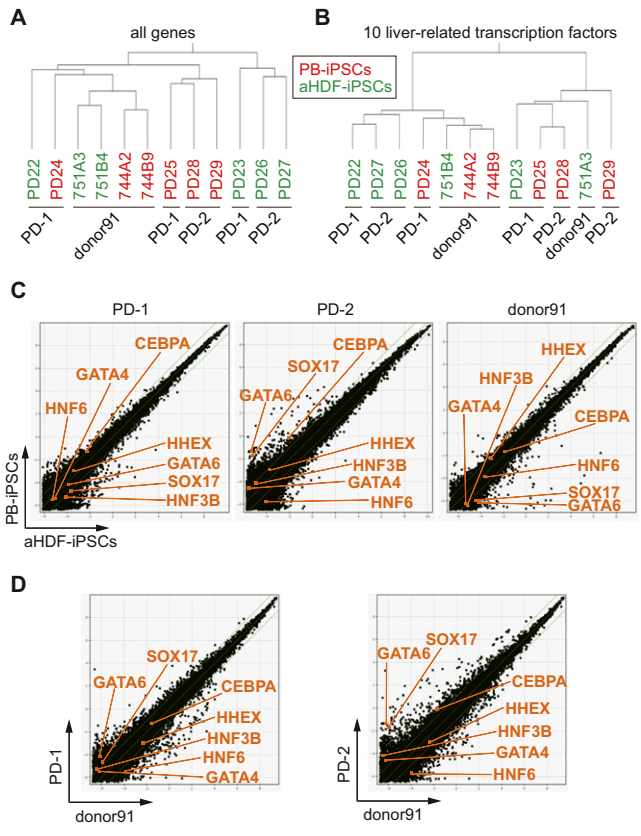 A
all genes
B
10 liver-related transcription factors
PB-iPSCs
aHDF-iPSCs
PD22 PD24 751A3 751B4 744A2 744B9 PD25 PD28 PD29 PD23 PD26 PD27
PD-1 donor91 PD-1 PD-2 PD-1 PD-2
PD22 PD27 PD26 PD24 751B4 744A2 744B9 PD23 PD25 PD28 751A3 PD29
PD-1 PD-2 PD-1 donor91 PD-1 PD-2 donor91 PD-2
C
PD-1
CEBPA
GATA4
HNF6
HHEX
GATA6
SOX17
HNF3B
PB-iPSCs
aHDF-iPSCs
PD-2
CEBPA
SOX17
GATA6
HHEX
HNF3B
GATA4
HNF6
donor91
HHEX
HNF3B
GATA4
CEBPA
HNF6
SOX17
GATA6
D
SOX17
GATA6
CEBPA
HHEX
HNF3B
HNF6
GATA4
PD-1
donor91
SOX17
GATA6
CEBPA
HHEX
HNF3B
GATA4
HNF6
PD-2
donor91